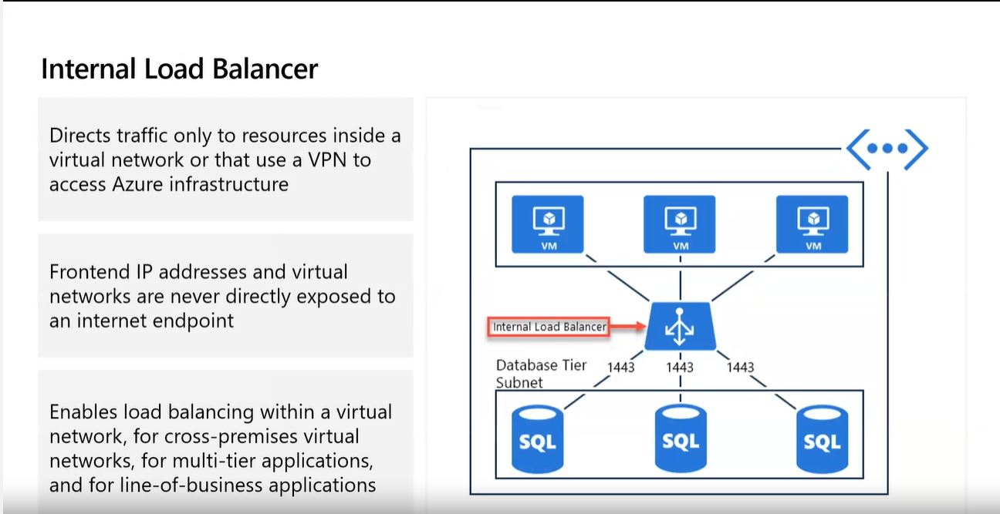 Internal Load Balancer
Directs traffic only to resources inside a
virtual network or that use a VPN to
access Azure infrastructure
Frontend IP addresses and virtual
networks are never directly exposed to
an internet endpoint
Enables load balancing within a virtual
network, for cross-premises virtual
networks, for multi-tier applications,
and for line-of-business applications
VM VM VM
Internal Load Balancer
Database Tier
Subnet
1443 1443 1443
SQL SQL SQL